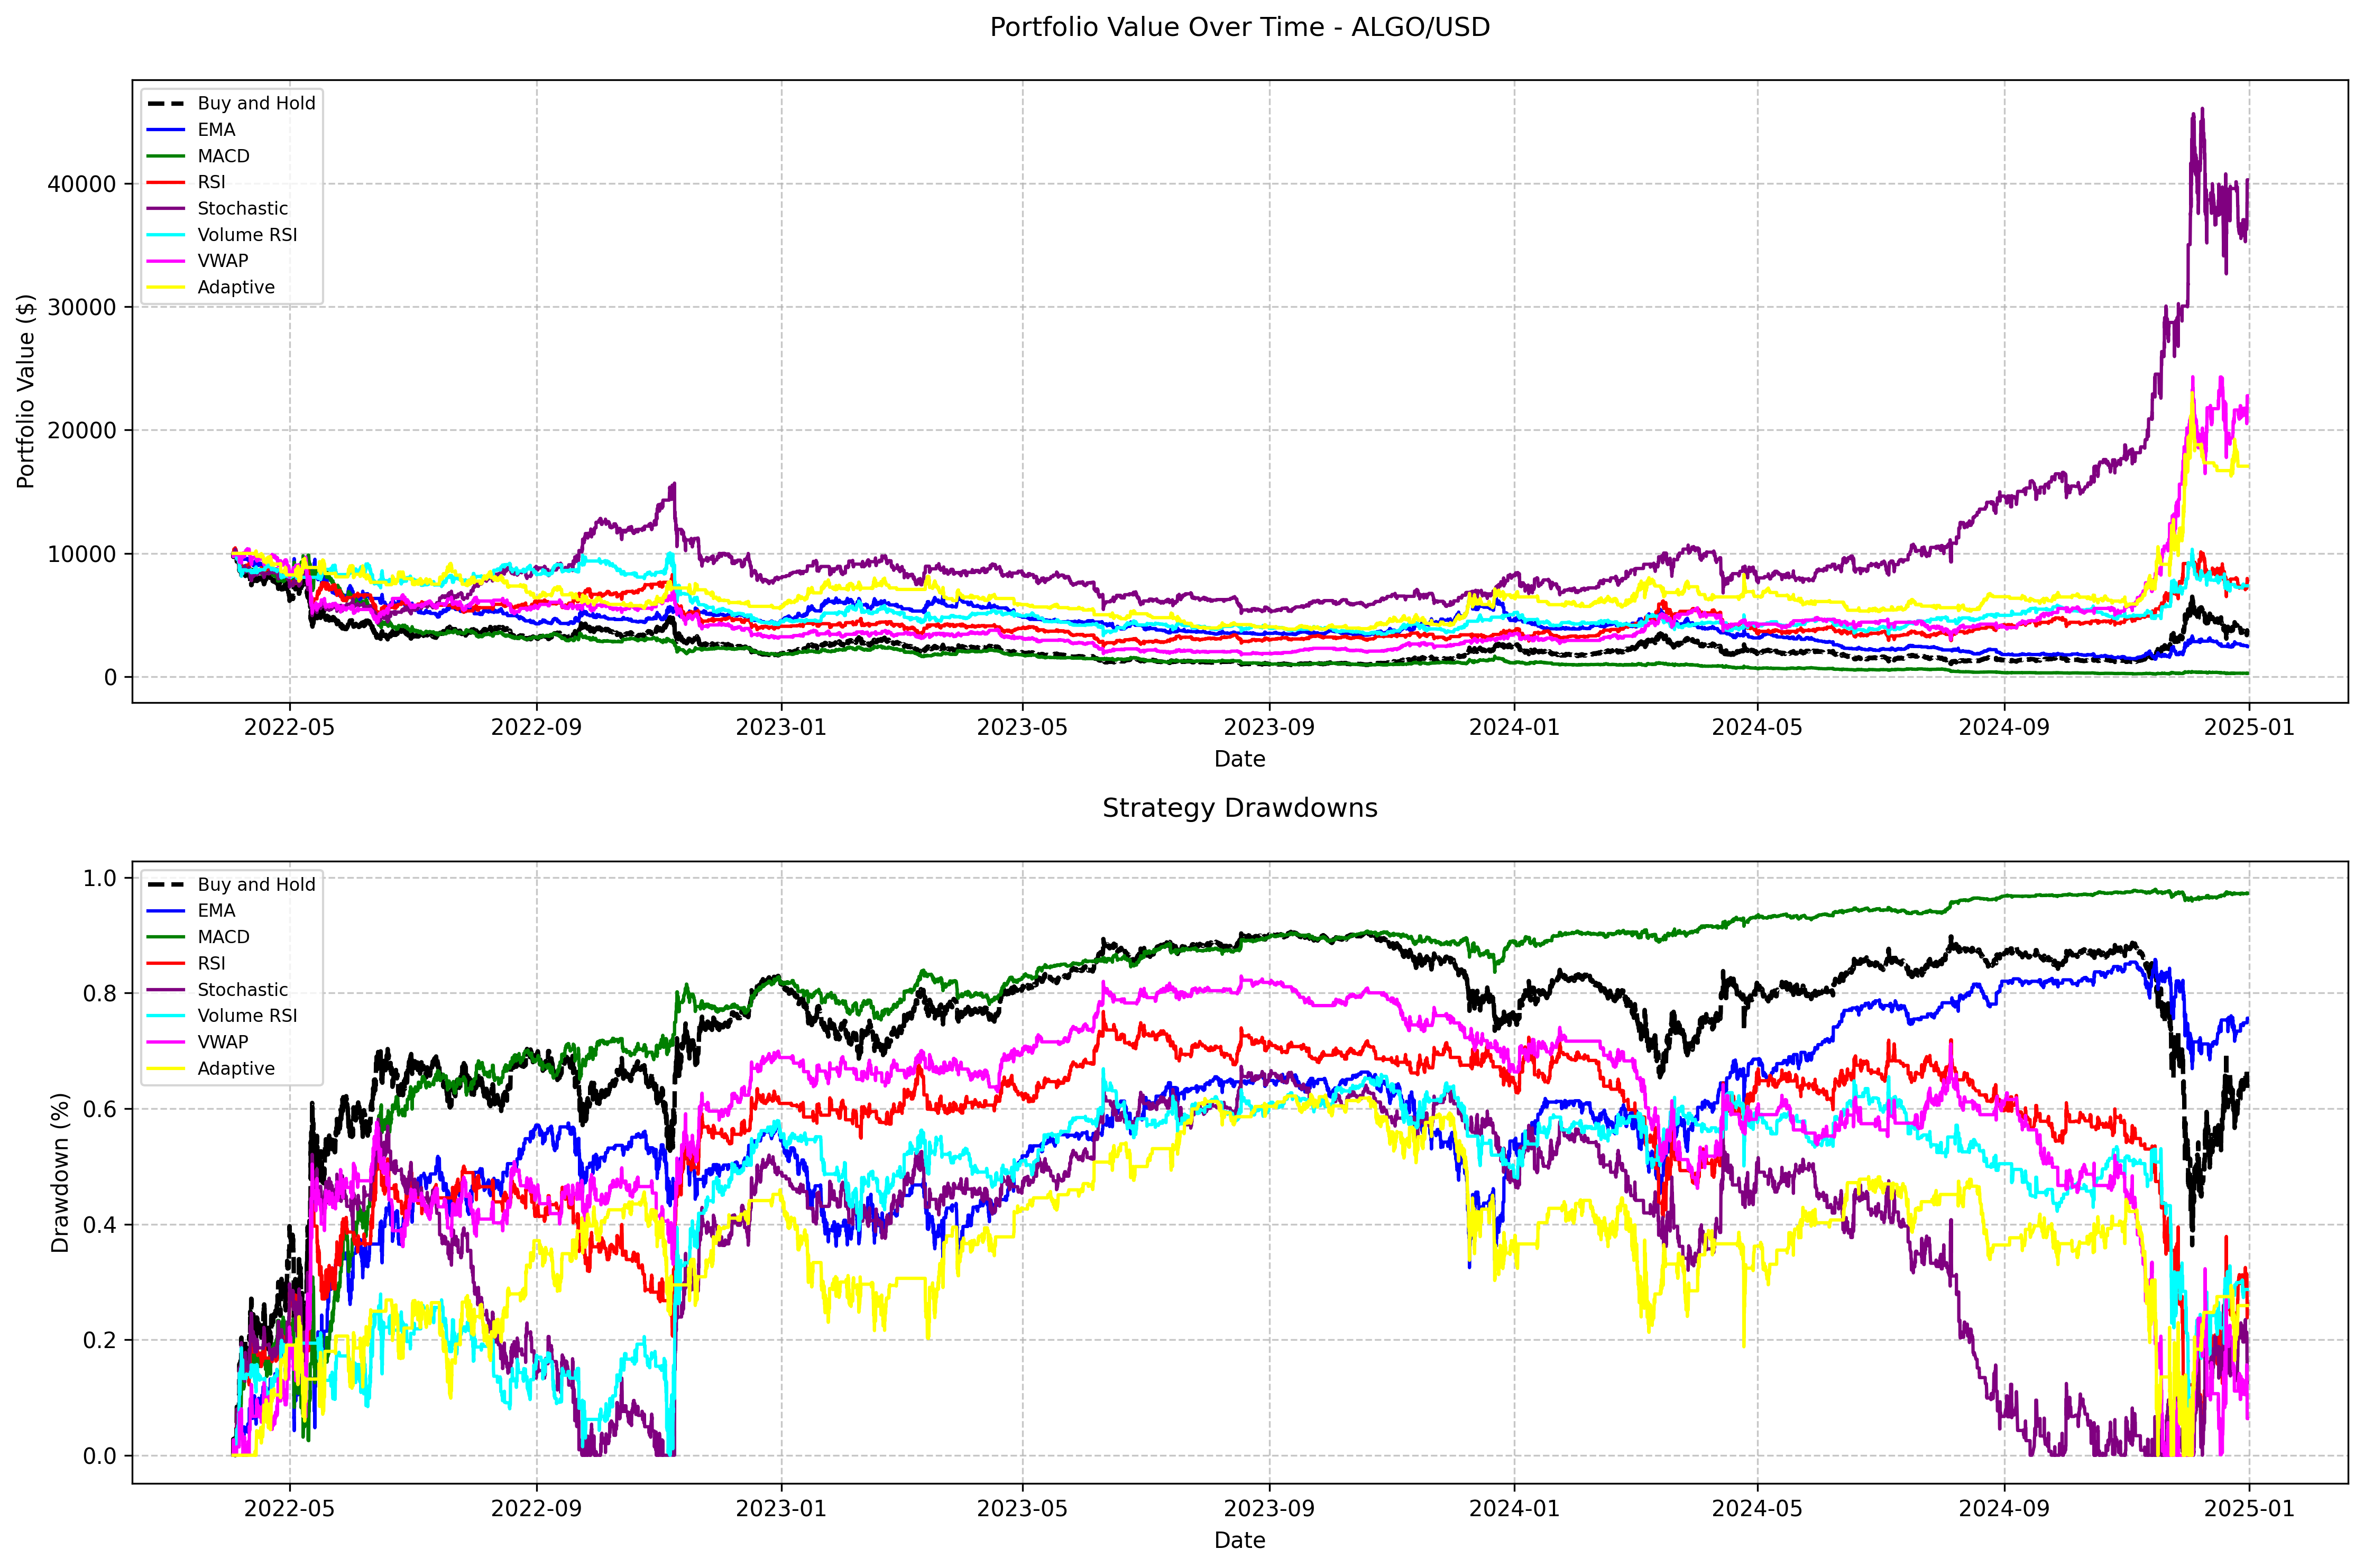 Portfolio Value Over Time - ALGO/USD
Buy and Hold
EMA
MACD
RSI
Stochastic
Volume RSI
VWAP
Adaptive
Portfolio Value ($)
40000
30000
20000
10000
0
2022-05 2022-09 2023-01 2023-05 2023-09 2024-01 2024-05 2024-09 2025-01
Date
Strategy Drawdowns
Buy and Hold
EMA
MACD
RSI
Stochastic
Volume RSI
VWAP
Adaptive
Drawdown (%)
1.0
0.8
0.6
0.4
0.2
0.0
2022-05 2022-09 2023-01 2023-05 2023-09 2024-01 2024-05 2024-09 2025-01
Date